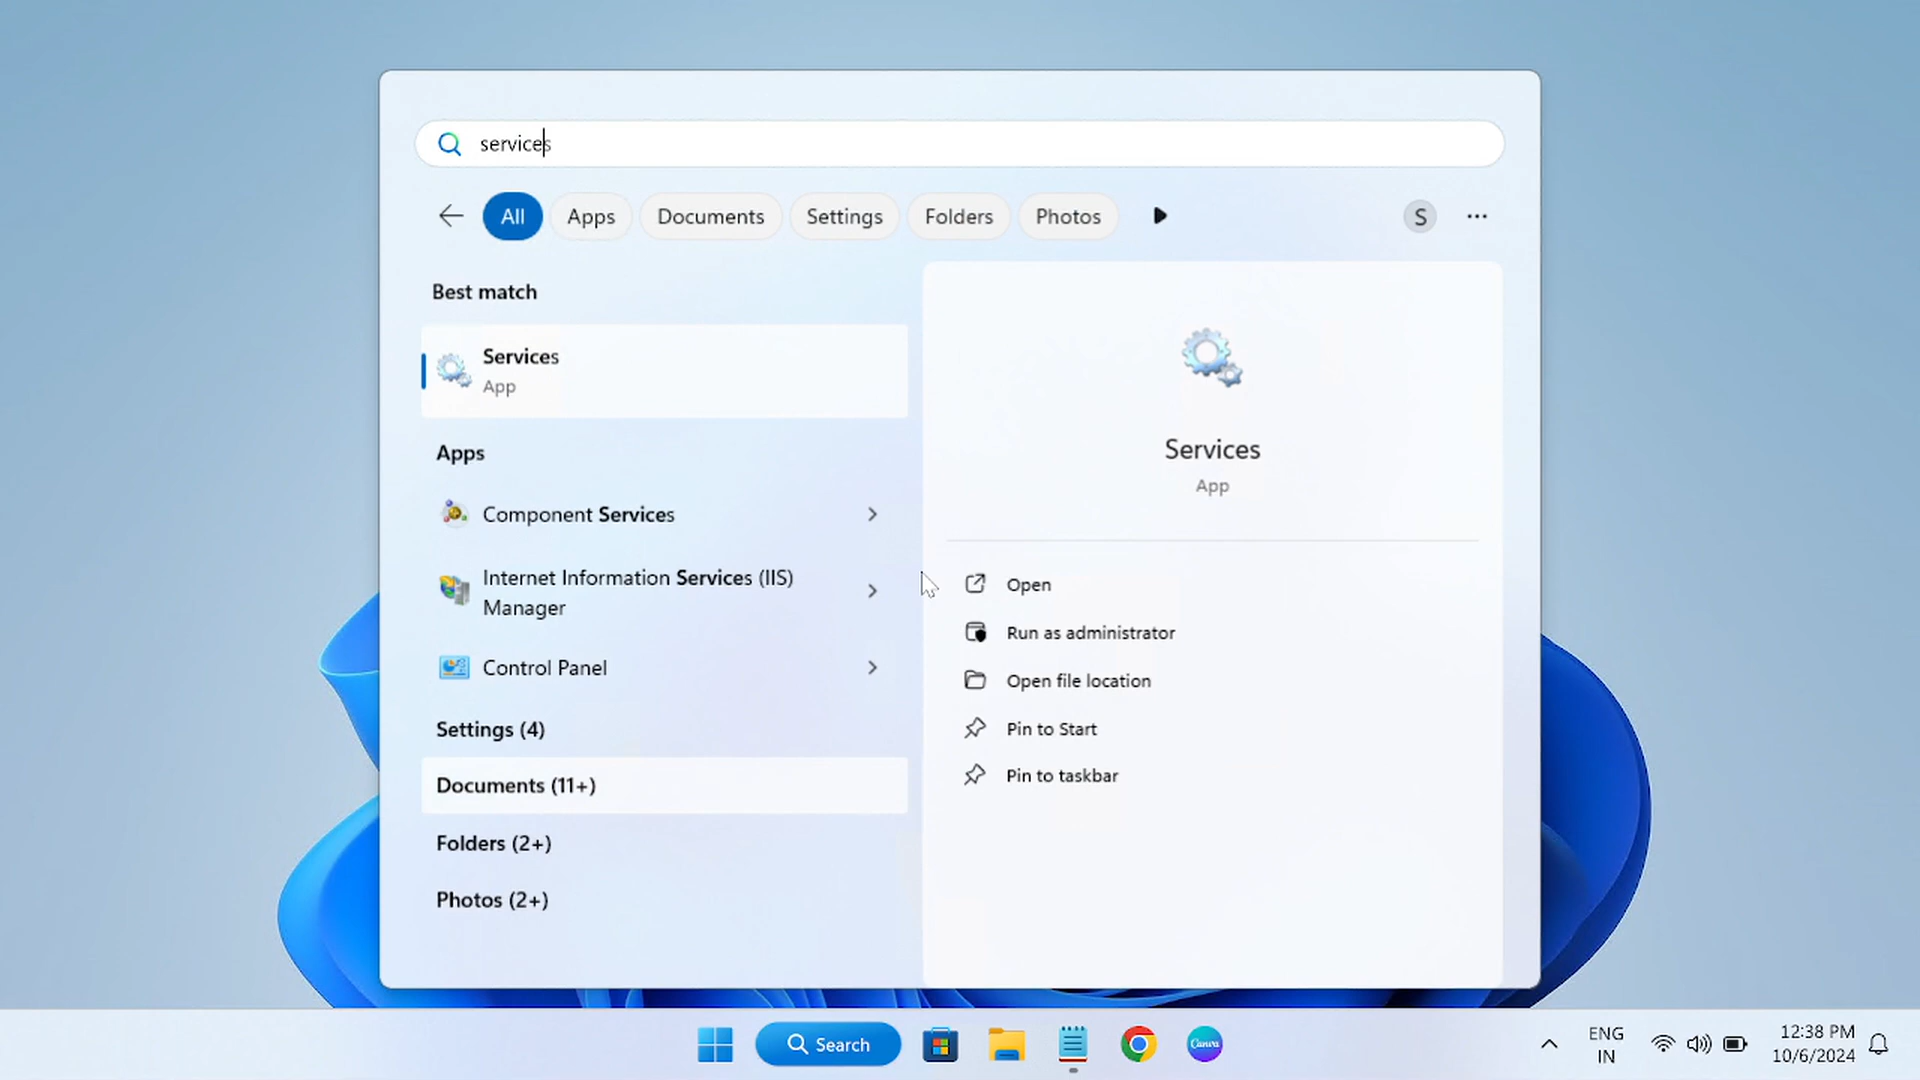 services
All
Apps
Documents
Settings
Folders
Photos
S
Best match
Services
App
Apps
Component Services
Internet Information Services (IIS)
Manager
Control Panel
Settings (4)
Documents (11+)
Folders (2+)
Photos (2+)
Services
App
Open
Run as administrator
Open file location
Pin to Start
Pin to taskbar
Search
Canva
ENG
IN
12:38 PM
10/6/2024